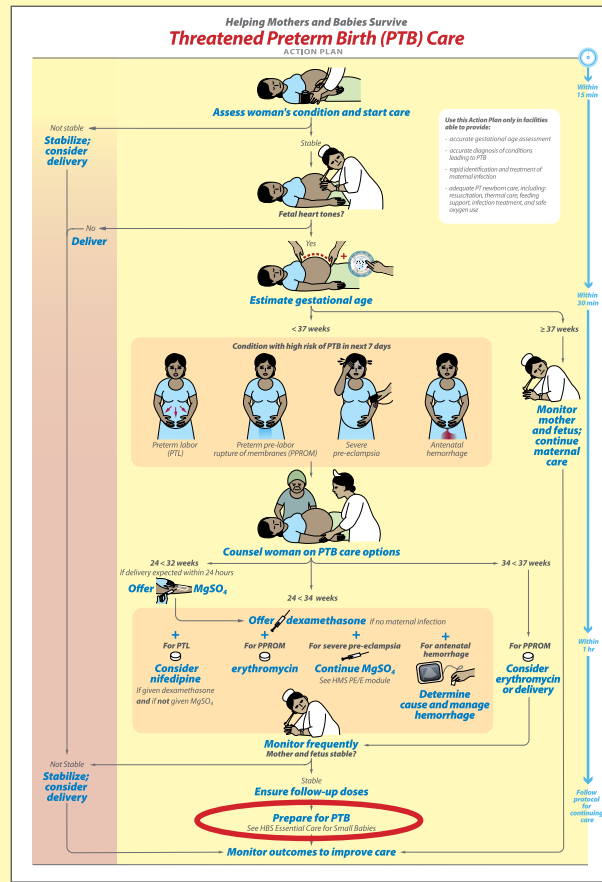 Helping Mothers and Babies Survive
Threatened Preterm Birth (PTB) Care
ACTION PLAN
Within
15 min
Assess woman's condition and start care
Not stable
Stabilize;
consider
delivery
Stable
Use this Action Plan only in facilities
able to provide:
- accurate gestational age assessment
- accurate diagnosis of conditions
leading to PTB
- rapid identification and treatment of
maternal infection
- adequate PT newborn care, including:
resuscitation, thermal care, feeding
support, infection treatment, and safe
oxygen use
Fetal heart tones?
No
Deliver
Yes
+
Estimate gestational age
Within
30 min
< 37 weeks
≥ 37 weeks
Condition with high risk of PTB in next 7 days
Preterm labor
(PTL)
Preterm pre-labor
rupture of membranes (PPROM)
Severe
pre-eclampsia
Antenatal
hemorrhage
Monitor
mother
and fetus;
continue
maternal
care
Counsel woman on PTB care options
24 < 32 weeks
If delivery expected within 24 hours
Offer MgSO₄
24 < 34 weeks
34 < 37 weeks
Offer dexamethasone If no maternal infection
+
For PTL
Consider
nifedipine
If given dexamethasone
and if not given MgSO₄
+
For PPROM
erythromycin
+
For severe pre-eclampsia
Continue MgSO₄
See HMS PE/E module
+
For antenatal
hemorrhage
Determine
cause and manage
hemorrhage
For PPROM
Consider
erythromycin
or delivery
Within
1 hr
Monitor frequently
Mother and fetus stable?
Not Stable
Stabilize;
consider
delivery
Stable
Ensure follow-up doses
Prepare for PTB
See HBS Essential Care for Small Babies
Monitor outcomes to improve care
Follow
protocol
for
continuing
care